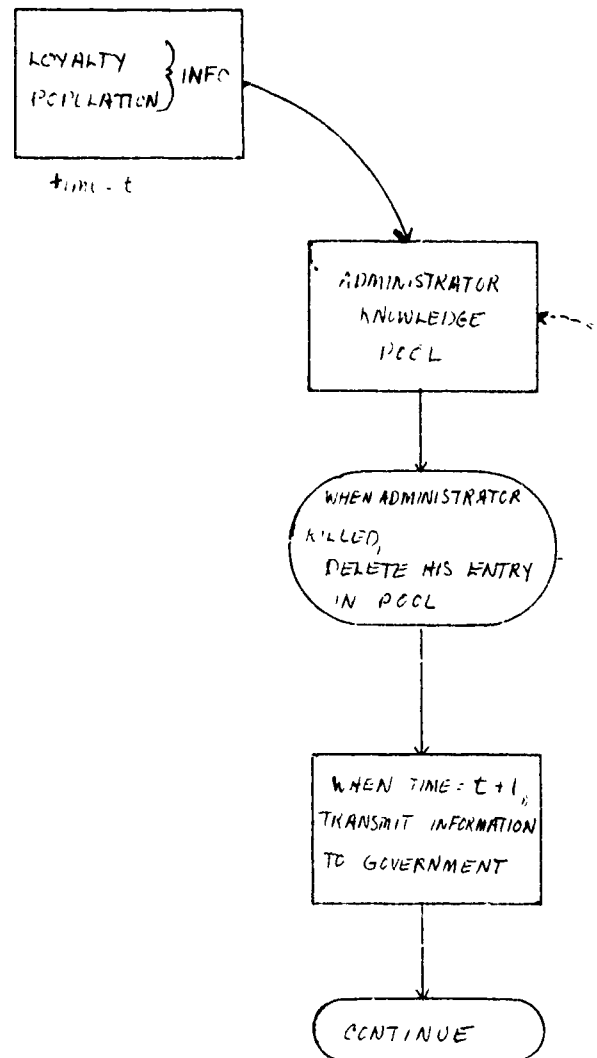 LOYALTY
POPULATION } INFO
time = t
ADMINISTRATOR
KNOWLEDGE
POOL
WHEN ADMINISTRATOR
KILLED,
DELETE HIS ENTRY
IN POOL
WHEN TIME = t + 1,
TRANSMIT INFORMATION
TO GOVERNMENT
CONTINUE